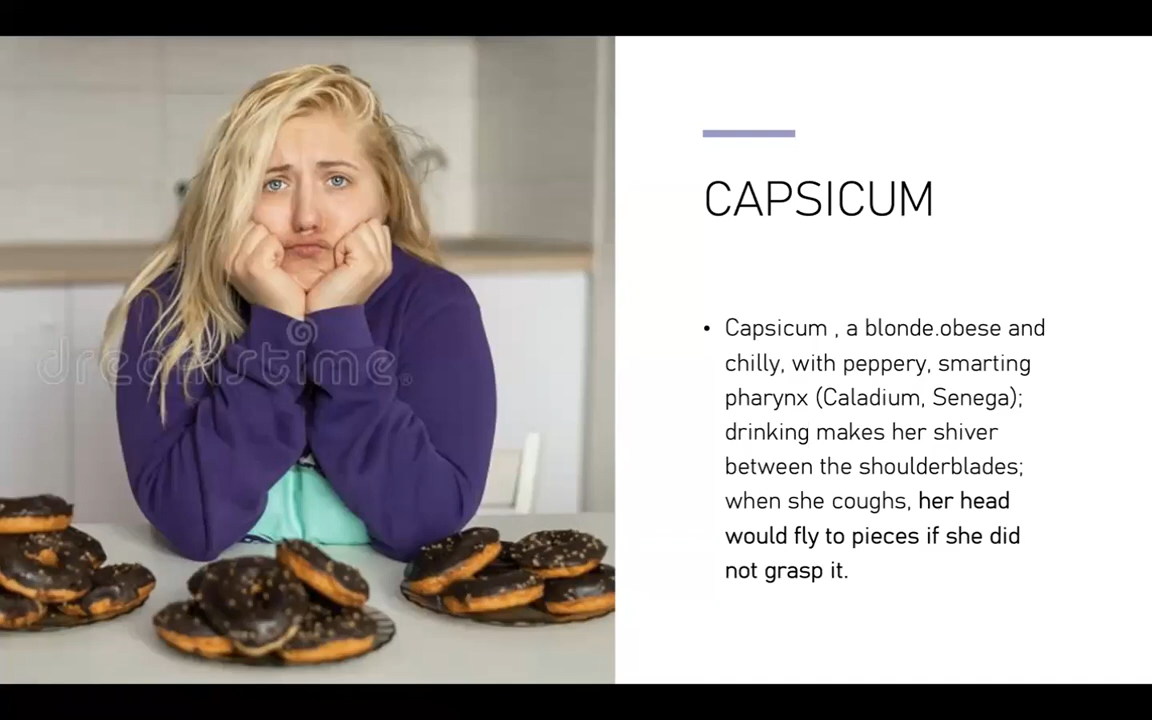 dreamstime®
CAPSICUM
• Capsicum , a blonde.obese and
chilly, with peppery, smarting
pharynx (Caladium, Senega);
drinking makes her shiver
between the shoulderblades;
when she coughs, her head
would fly to pieces if she did
not grasp it.